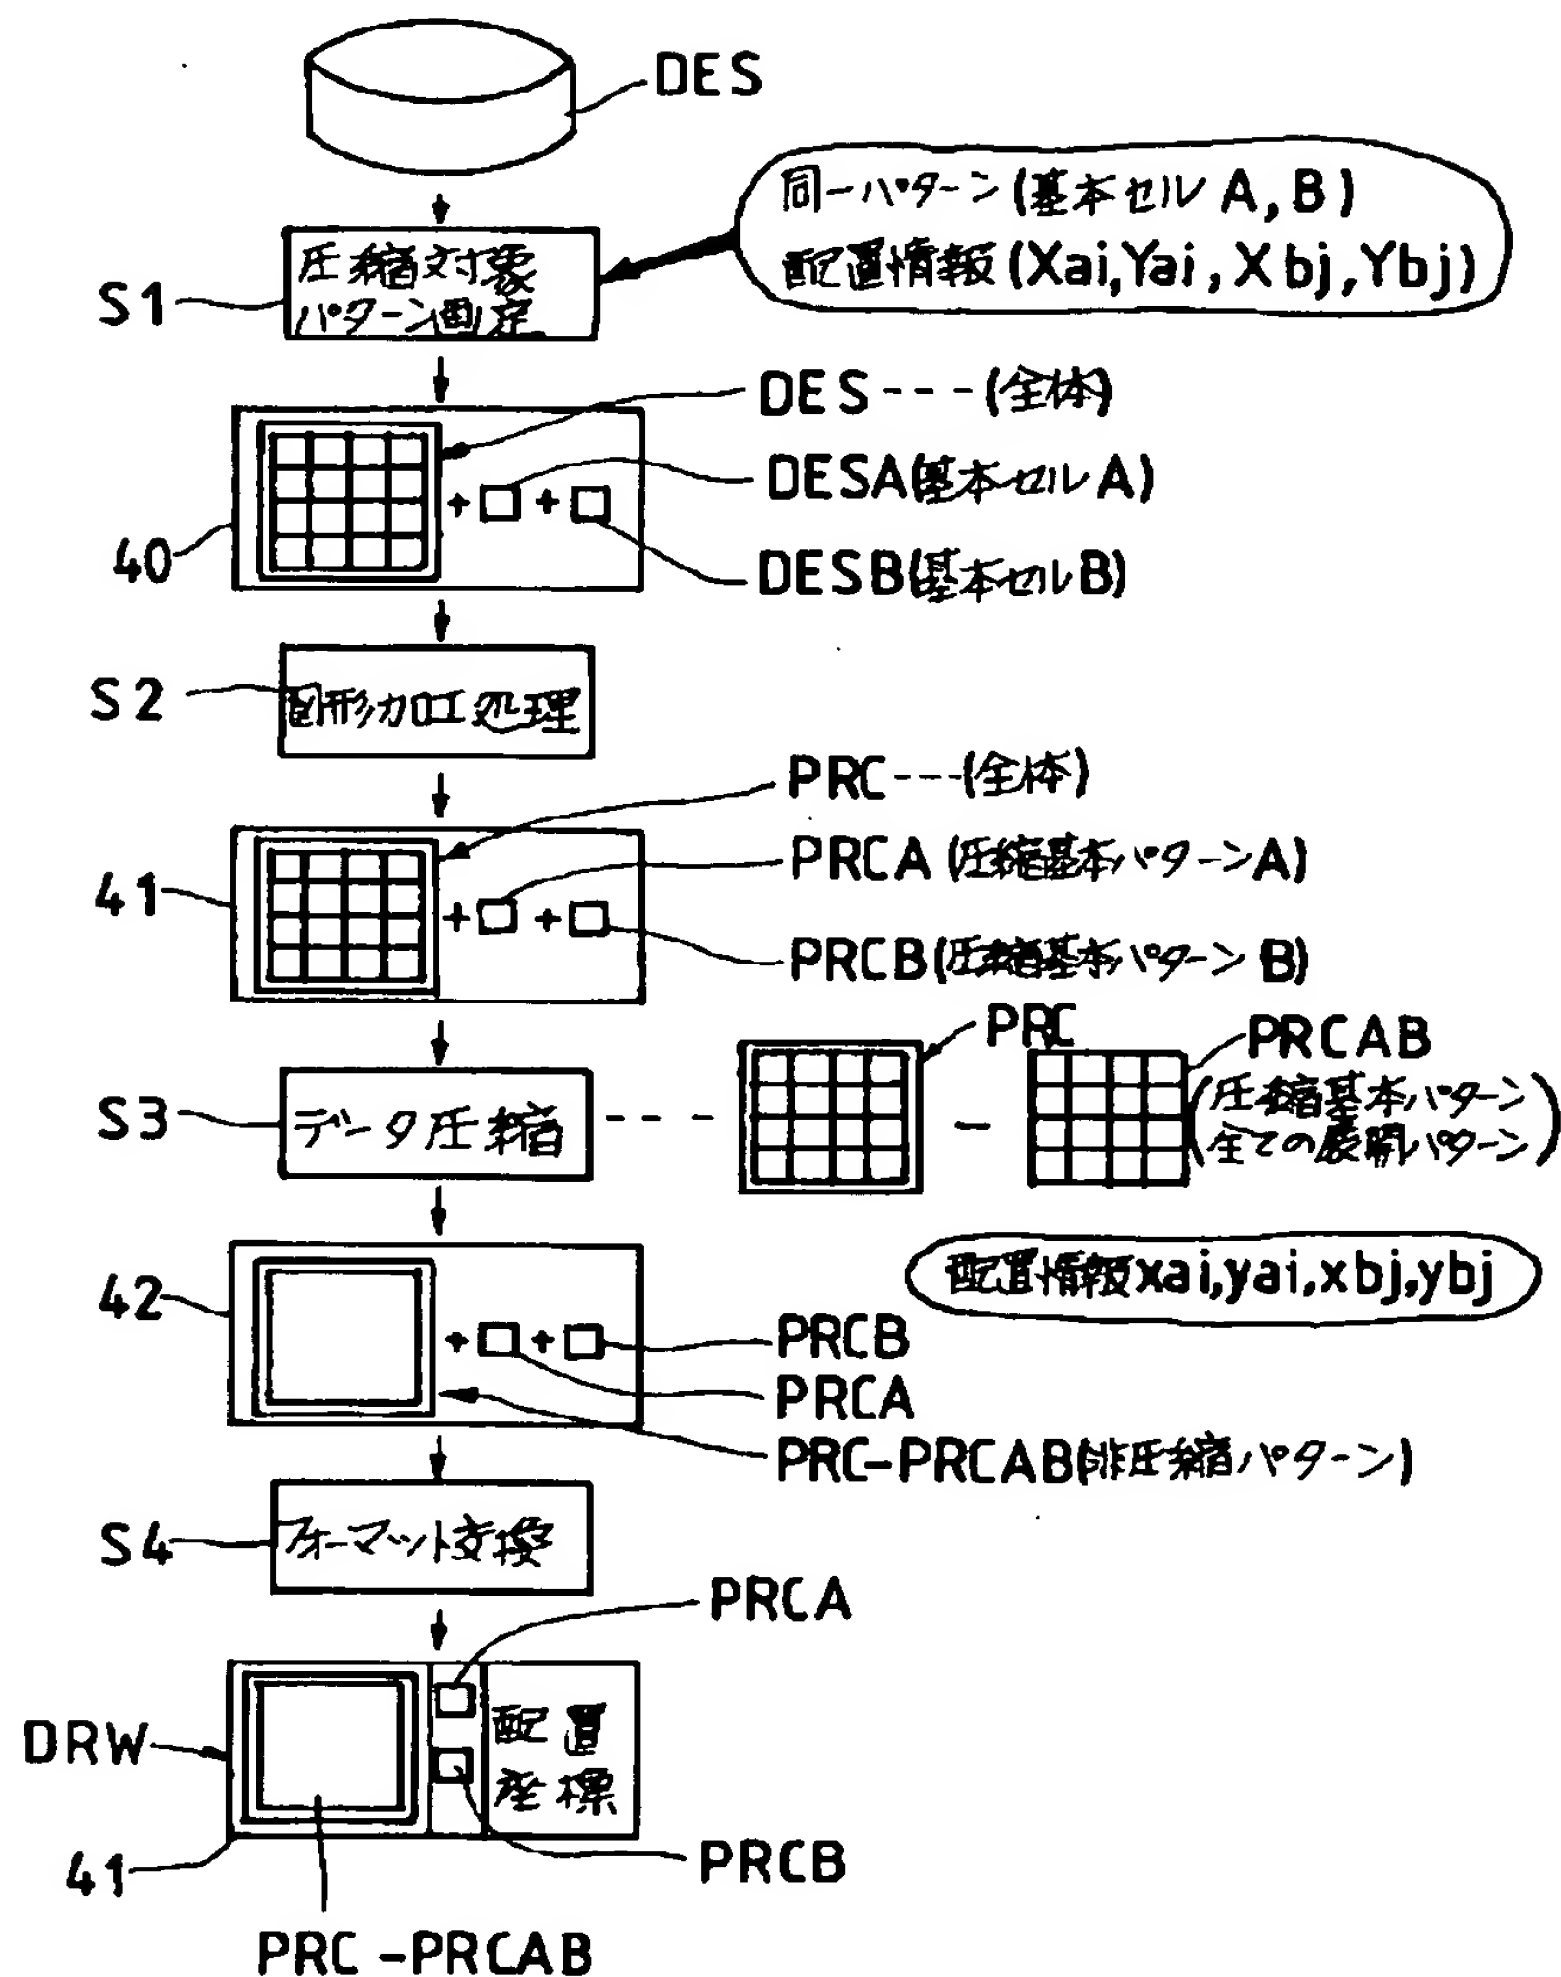 DES
同一パターン(基本セル A,B)
配置情報(Xai,Yai,Xbj,Ybj)
S1
圧縮対象
パターン画定
DES---(全体)
DESA(基本セルA)
+ +
DESB(基本セルB)
40
S2
図形加工処理
PRC---(全体)
PRCA(圧縮基本パターンA)
41
+ +
PRCB(圧縮基本パターンB)
PRC
PRCAB
S3
データ圧縮
---
-
(圧縮基本パターン
全ての展開パターン)
配置情報xai,yai,xbj,ybj
42
+ +
PRCB
PRCA
PRC-PRCAB(非圧縮パターン)
S4
フォーマット変換
PRCA
DRW
配置
座標
PRCB
41
PRC-PRCAB